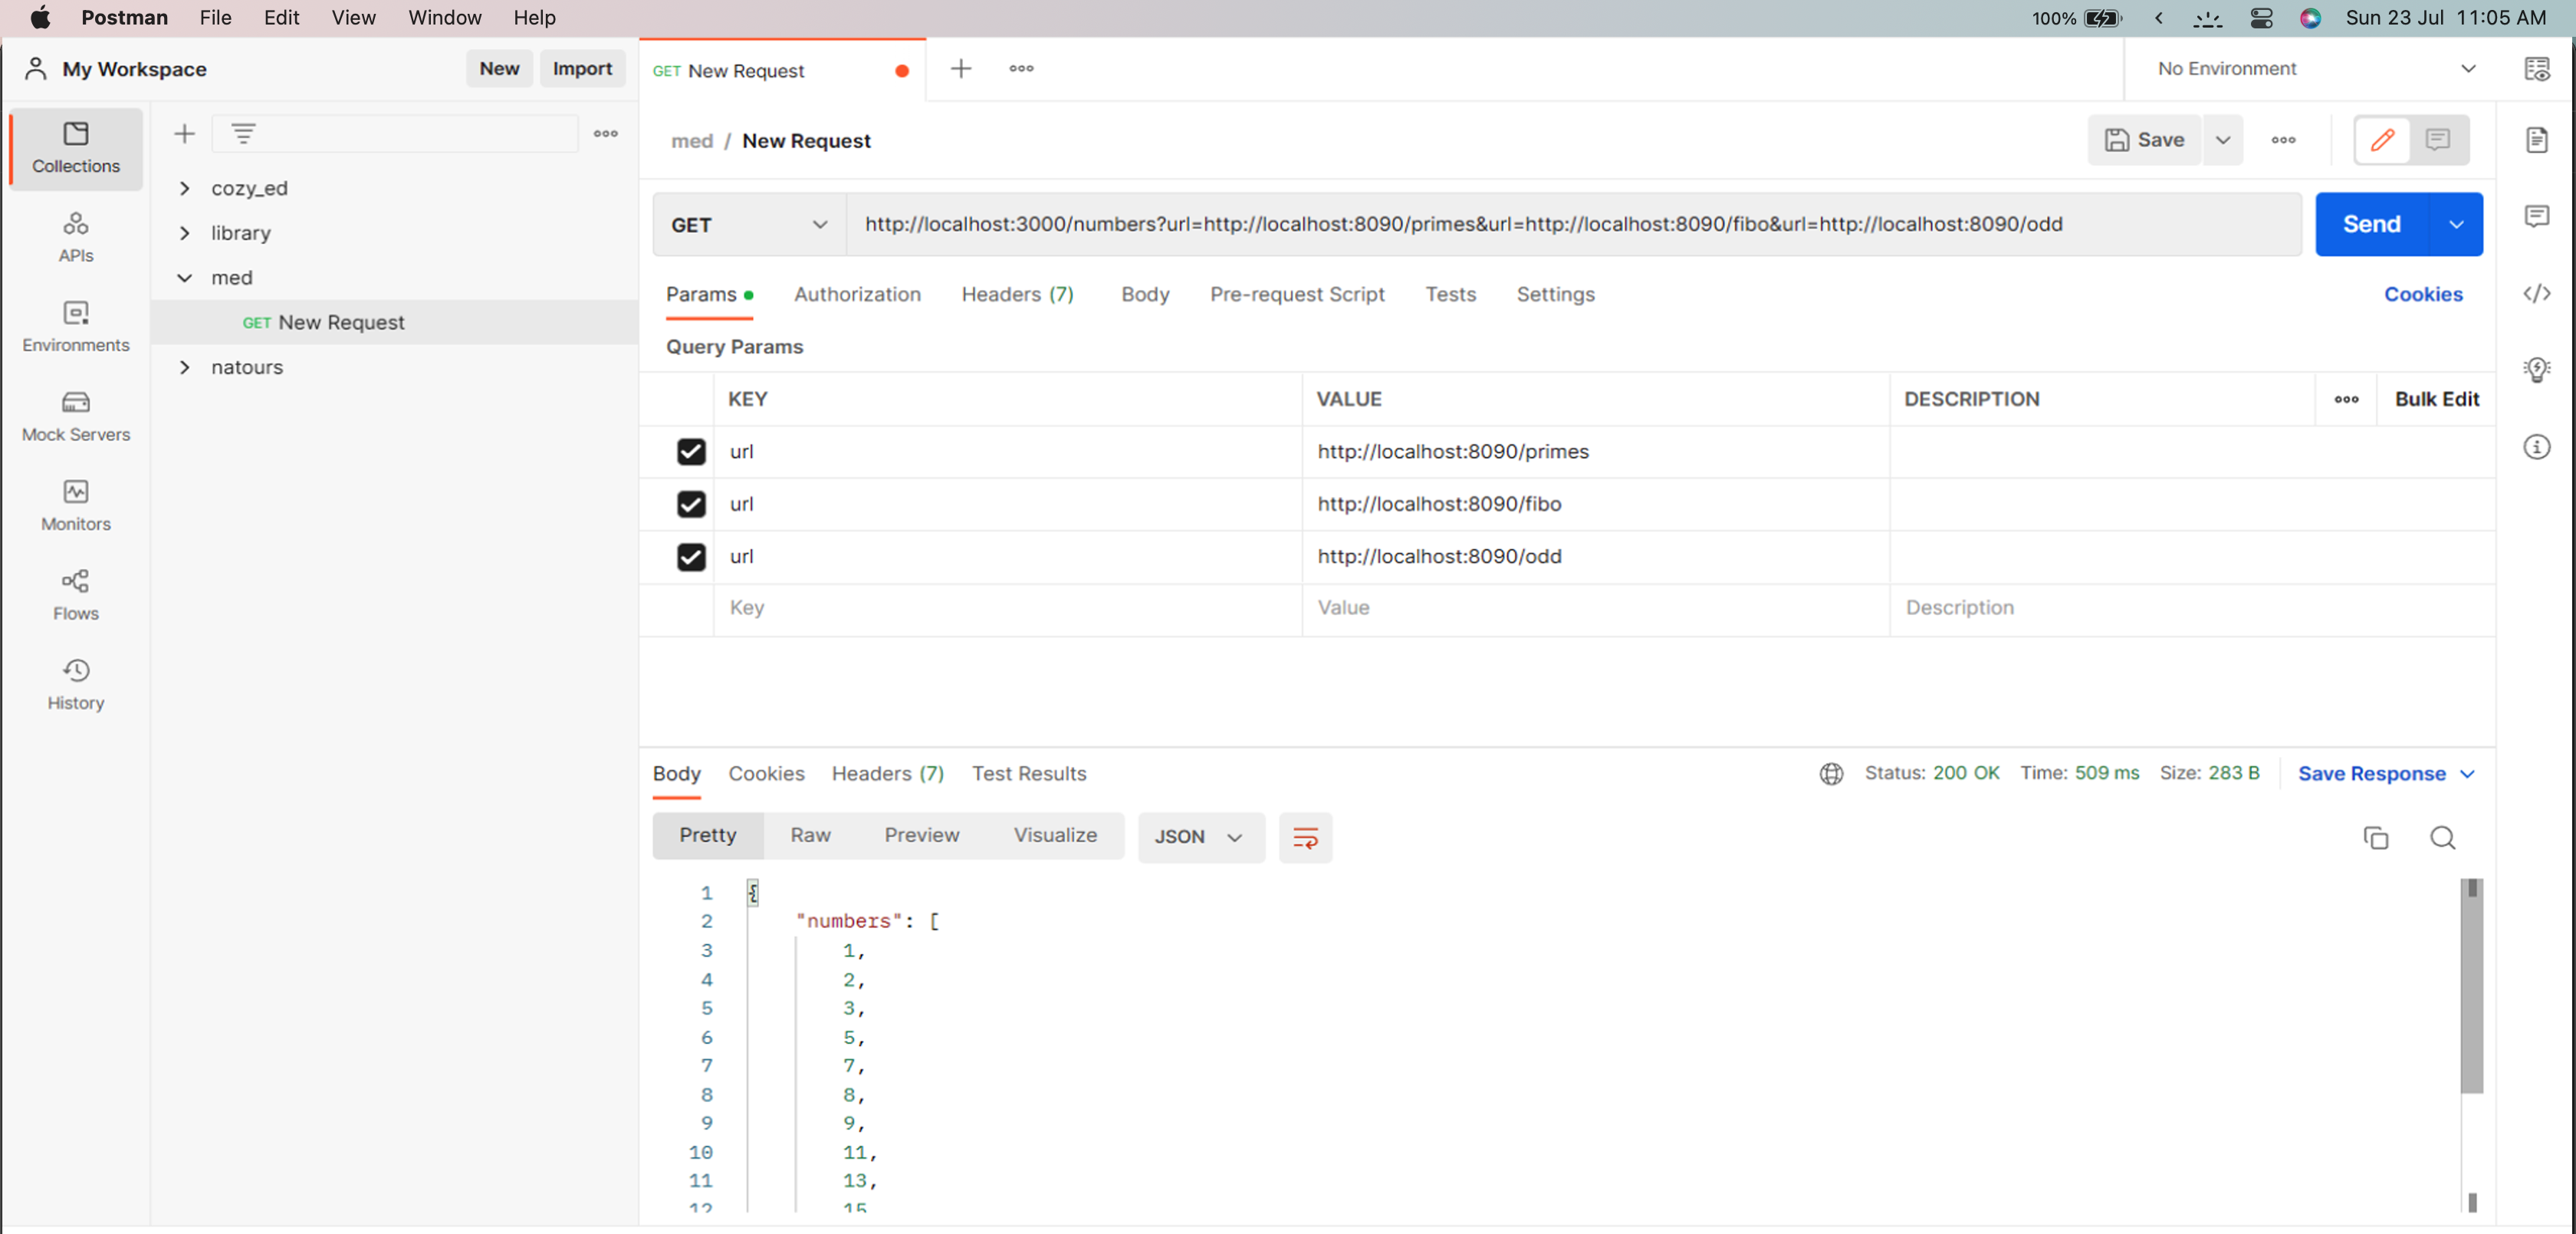 Postman File Edit View Window Help 100% Sun 23 Jul 11:05 AM
My Workspace New Import GET New Request No Environment
Collections
APIs
Environments
Mock Servers
Monitors
Flows
History
cozy_ed
library
med
GET New Request
natours
med / New Request Save
GET http://localhost:3000/numbers?url=http://localhost:8090/primes&url=http://localhost:8090/fibo&url=http://localhost:8090/odd Send
Params Authorization Headers (7) Body Pre-request Script Tests Settings Cookies
Query Params
KEY VALUE DESCRIPTION Bulk Edit
url http://localhost:8090/primes
url http://localhost:8090/fibo
url http://localhost:8090/odd
Key Value Description
Body Cookies Headers (7) Test Results Status: 200 OK Time: 509 ms Size: 283 B Save Response
Pretty Raw Preview Visualize JSON
1 {
2 "numbers": [
3 1,
4 2,
5 3,
6 5,
7 7,
8 8,
9 9,
10 11,
11 13,
12 15